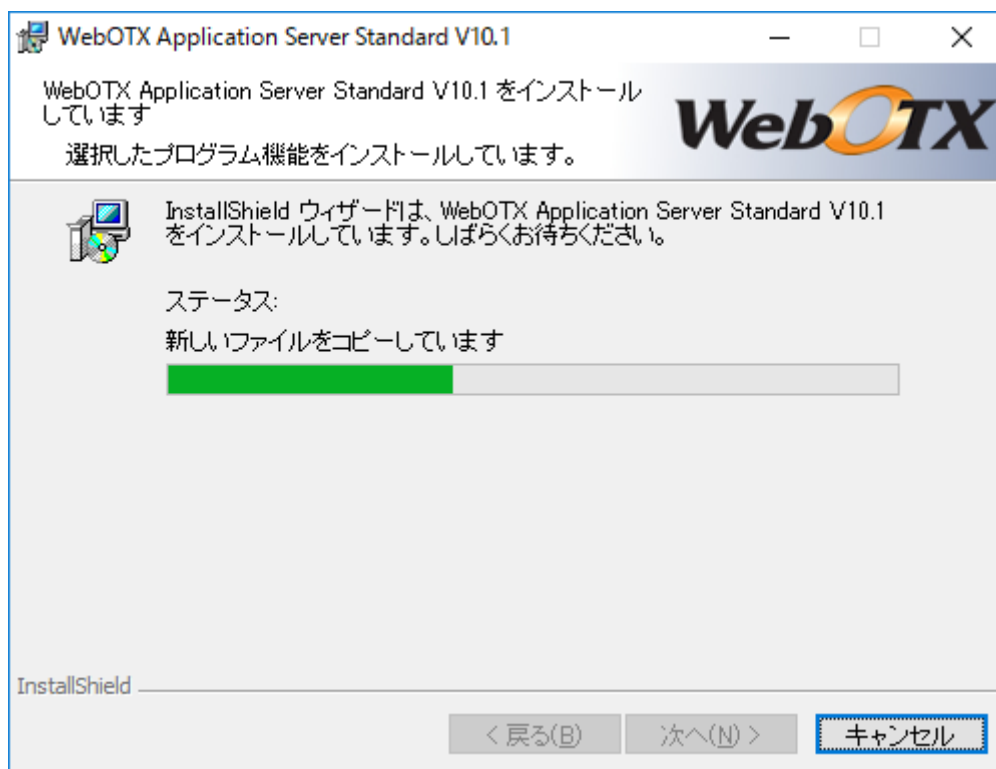 WebOTX Application Server Standard V10.1
WebOTX Application Server Standard V10.1 をインストール
しています
選択したプログラム機能をインストールしています。
WebOTX
InstallShield ウィザードは、WebOTX Application Server Standard V10.1
をインストールしています。しばらくお待ちください。
ステータス:
新しいファイルをコピーしています
InstallShield
< 戻る(B)
次へ(N) >
キャンセル